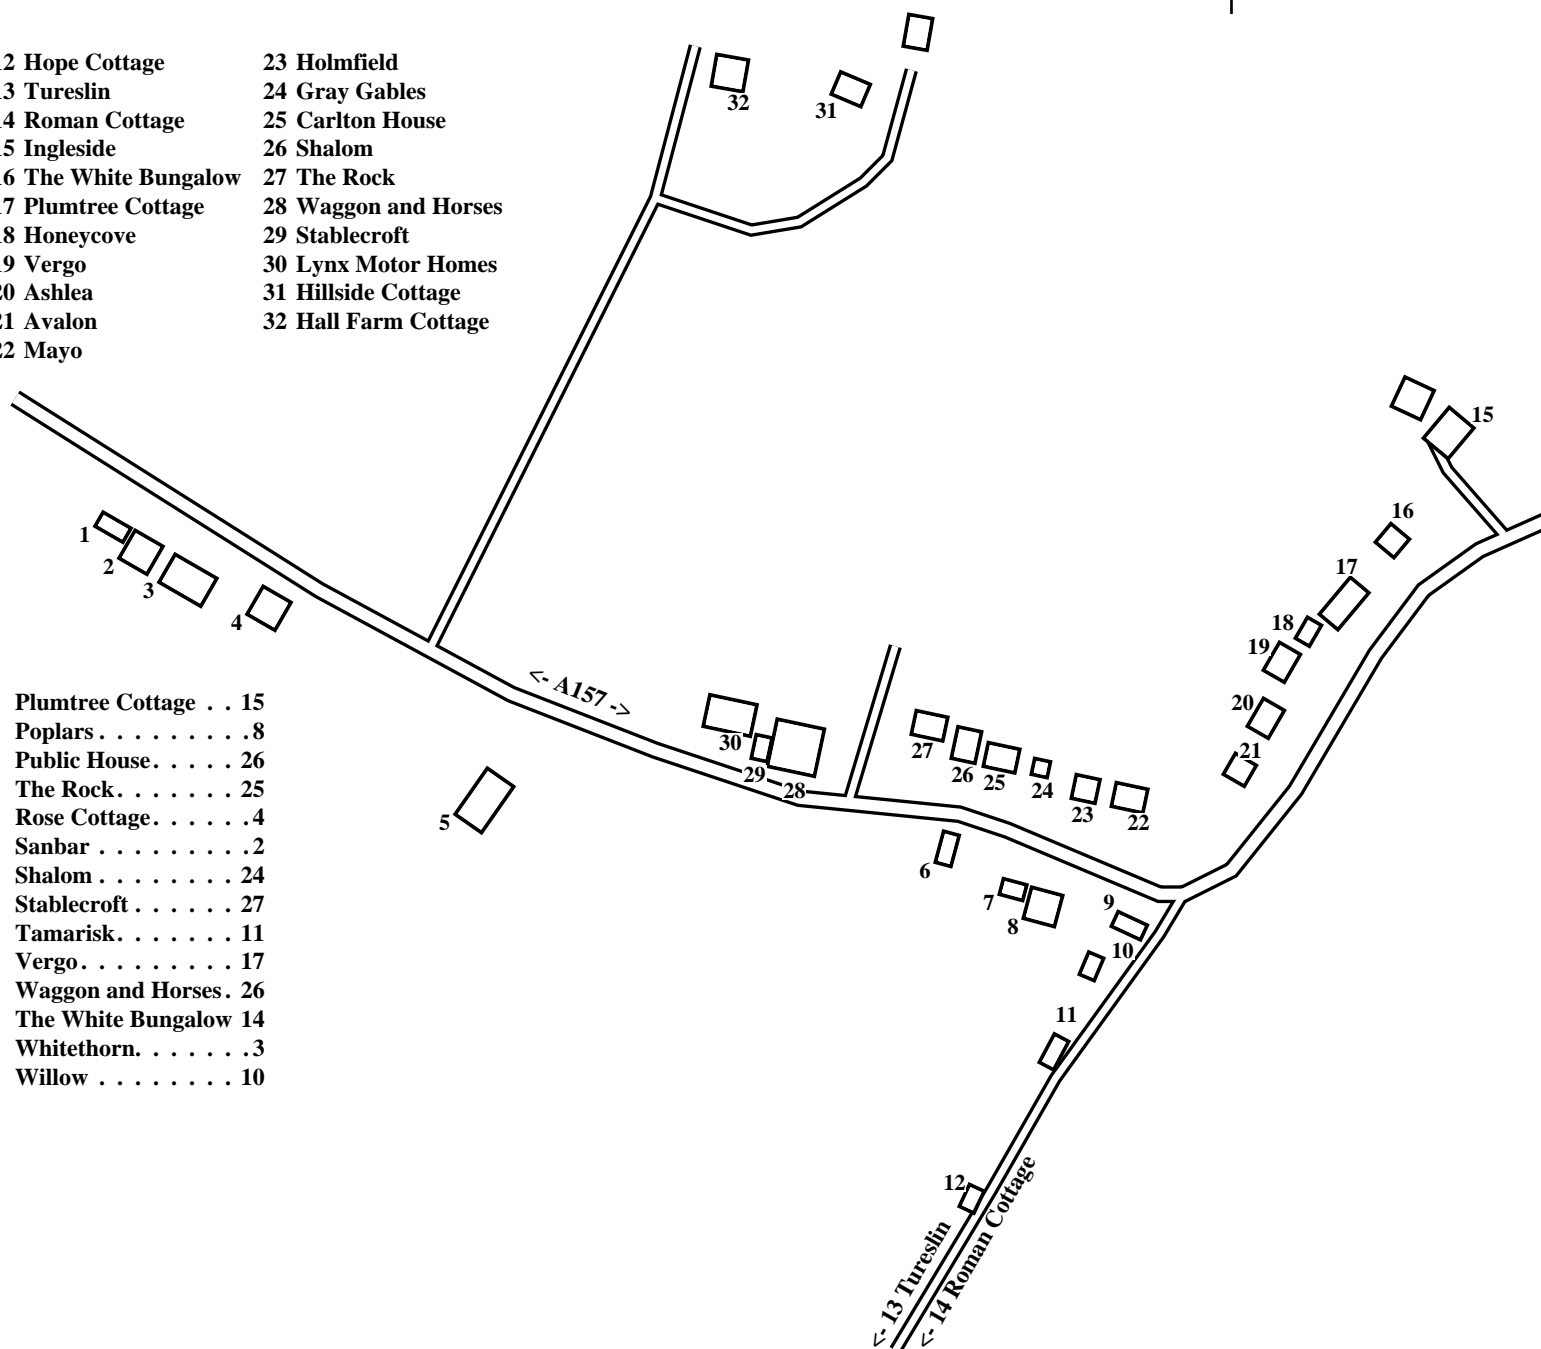 12 Hope Cottage
13 Tureslin
14 Roman Cottage
15 Ingleside
16 The White Bungalow
17 Plumtree Cottage
18 Honeycove
19 Vergo
20 Ashlea
21 Avalon
22 Mayo
23 Holmfield
24 Gray Gables
25 Carlton House
26 Shalom
27 The Rock
28 Waggon and Horses
29 Stablecroft
30 Lynx Motor Homes
31 Hillside Cottage
32 Hall Farm Cottage
32
31
15
16
17
18
19
20
21
1
2
3
4
<- A157 ->
30
29
28
27
26
25
24
23
22
5
6
7
8
9
10
11
12
<- 13 Tureslin
<- 14 Roman Cottage
Plumtree Cottage . . 15
Poplars . . . . . . . . . 8
Public House. . . . . 26
The Rock. . . . . . . 25
Rose Cottage. . . . . . 4
Sanbar . . . . . . . . . 2
Shalom . . . . . . . . 24
Stablecroft . . . . . . 27
Tamarisk. . . . . . . 11
Vergo. . . . . . . . . 17
Waggon and Horses. 26
The White Bungalow 14
Whitethorn. . . . . . . 3
Willow . . . . . . . . 10